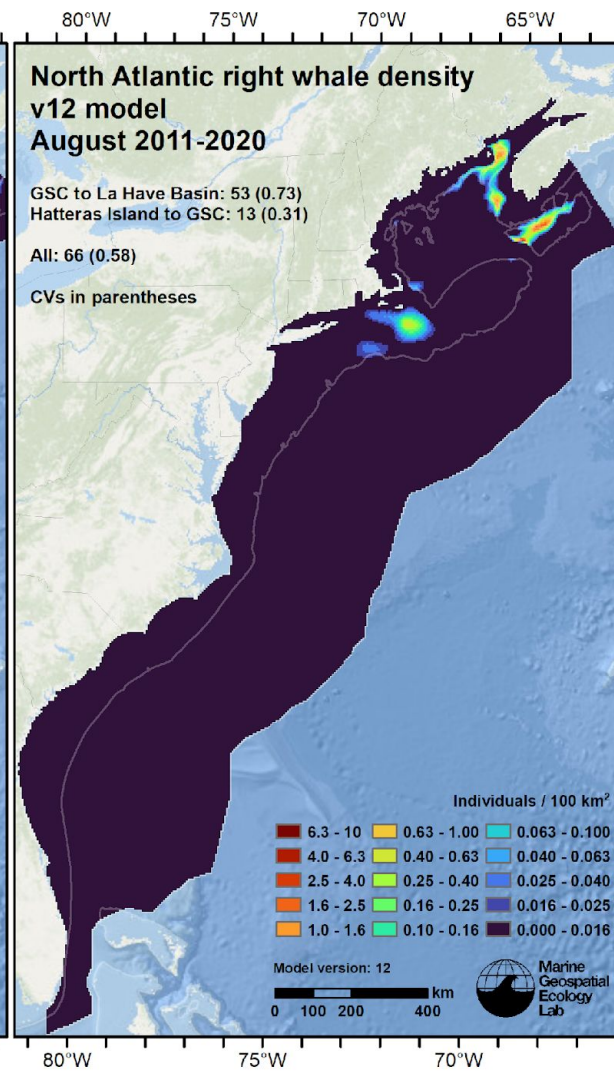 80°W 75°W 70°W 65°W
North Atlantic right whale density
v12 model
August 2011-2020
GSC to La Have Basin: 53 (0.73)
Hatteras Island to GSC: 13 (0.31)
All: 66 (0.58)
CVs in parentheses
Individuals / 100 km²
6.3 - 10 0.63 - 1.00 0.063 - 0.100
4.0 - 6.3 0.40 - 0.63 0.040 - 0.063
2.5 - 4.0 0.25 - 0.40 0.025 - 0.040
1.6 - 2.5 0.16 - 0.25 0.016 - 0.025
1.0 - 1.6 0.10 - 0.16 0.000 - 0.016
Model version: 12
km
0 100 200 400
Marine
Geospatial
Ecology
Lab
80°W 75°W 70°W